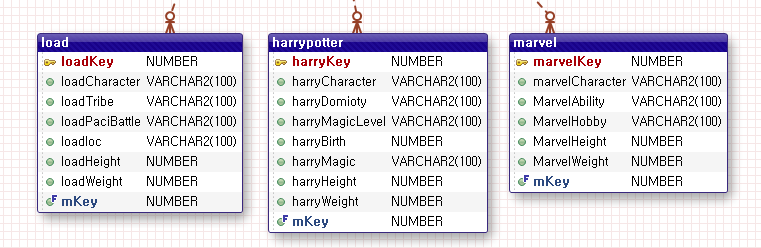 load
loadKey NUMBER
loadCharacter VARCHAR2(100)
loadTribe VARCHAR2(100)
loadPaciBattle VARCHAR2(100)
loadloc VARCHAR2(100)
loadHeight NUMBER
loadWeight NUMBER
mKey NUMBER
harrypotter
harryKey NUMBER
harryCharacter VARCHAR2(100)
harryDomioty VARCHAR2(100)
harryMagicLevel VARCHAR2(100)
harryBirth NUMBER
harryMagic VARCHAR2(100)
harryHeight NUMBER
harryWeight NUMBER
mKey NUMBER
marvel
marvelKey NUMBER
marvelCharacter VARCHAR2(100)
MarvelAbility VARCHAR2(100)
MarvelHobby VARCHAR2(100)
MarvelHeight NUMBER
MarvelWeight NUMBER
mKey NUMBER